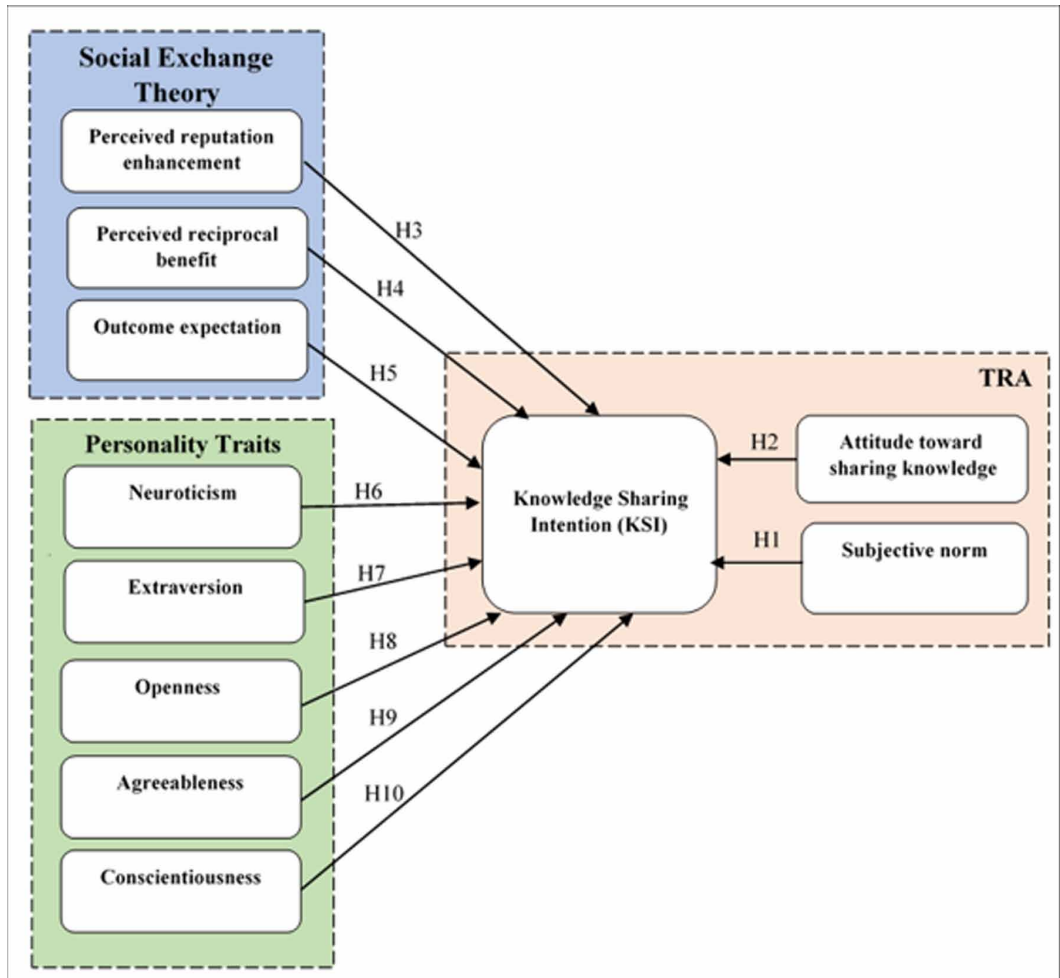 Social Exchange
Theory
Perceived reputation
enhancement
Perceived reciprocal
benefit
Outcome expectation
H3
H4
H5
TRA
Personality Traits
Neuroticism
Extraversion
Openness
Agreeableness
Conscientiousness
H6
H7
H8
H9
H10
Knowledge Sharing
Intention (KSI)
H2
H1
Attitude toward
sharing knowledge
Subjective norm